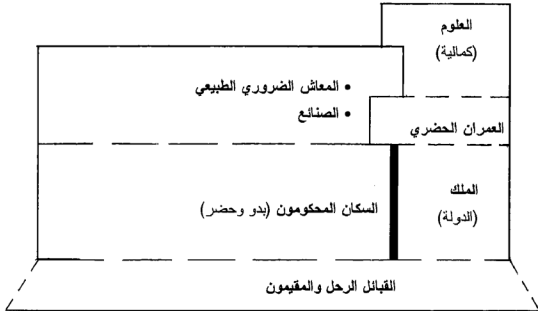 العلوم
(كمالية)
• المعاش الضروري الطبيعي
• الصنائع
العمران الحضري
الملك
(الدولة)
السكان المحكومون (بدو وحضر)
القبائل الرحل والمقيمون